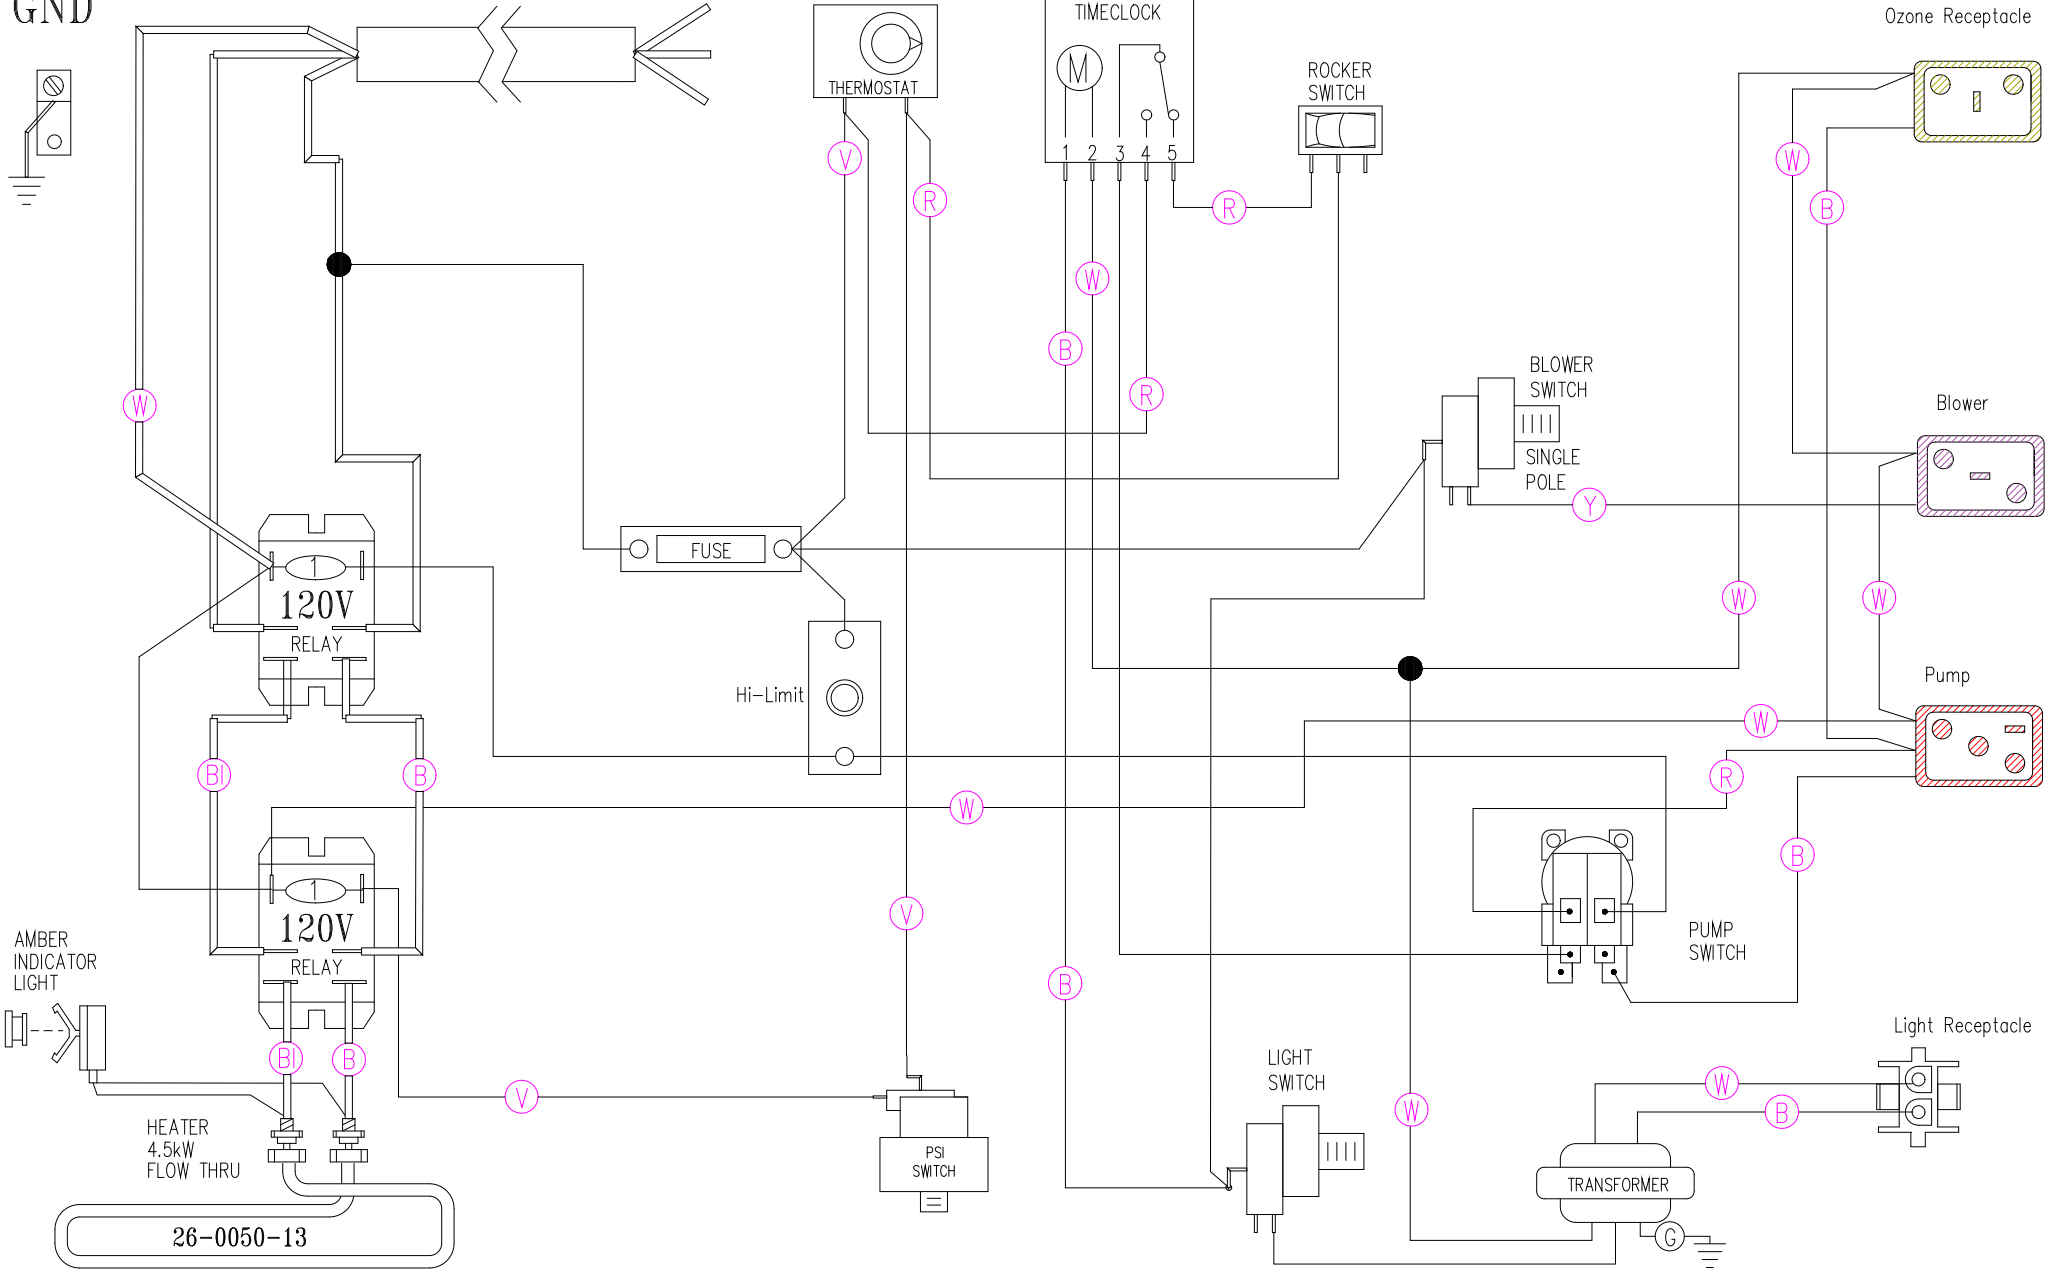 GND
TIMECLOCK
Ozone Receptacle
M
THERMOSTAT
ROCKER
SWITCH
1 2 3 4 5
V
W
R
R
B
W
B
BLOWER
SWITCH
R
W
Blower
SINGLE
POLE
Y
FUSE
1
120V
RELAY
W
W
Pump
Hi-Limit
W
BI
B
R
W
B
1
120V
RELAY
V
PUMP
SWITCH
AMBER
INDICATOR
LIGHT
B
Light Receptacle
BI
B
LIGHT
SWITCH
W
V
W
B
HEATER
4.5kW
FLOW THRU
PSI
SWITCH
TRANSFORMER
26-0050-13
G